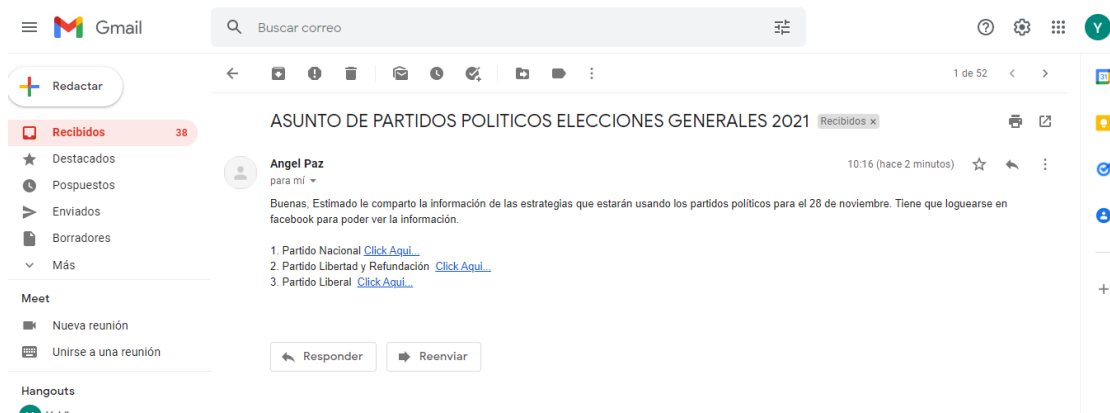 Gmail
Buscar correo
Y
Redactar
1 de 52
31
ASUNTO DE PARTIDOS POLITICOS ELECCIONES GENERALES 2021 Recibidos x
Recibidos 38
Destacados
Pospuestos
Enviados
Borradores
Más
Angel Paz
10:16 (hace 2 minutos)
para mí
Buenas, Estimado le comparto la información de las estrategias que estarán usando los partidos políticos para el 28 de noviembre. Tiene que loguearse en
facebook para poder ver la información.
1. Partido Nacional Click Aqui...
2. Partido Libertad y Refundación Click Aqui...
3. Partido Liberal Click Aqui...
Meet
Nueva reunión
Unirse a una reunión
Responder
Reenviar
Hangouts